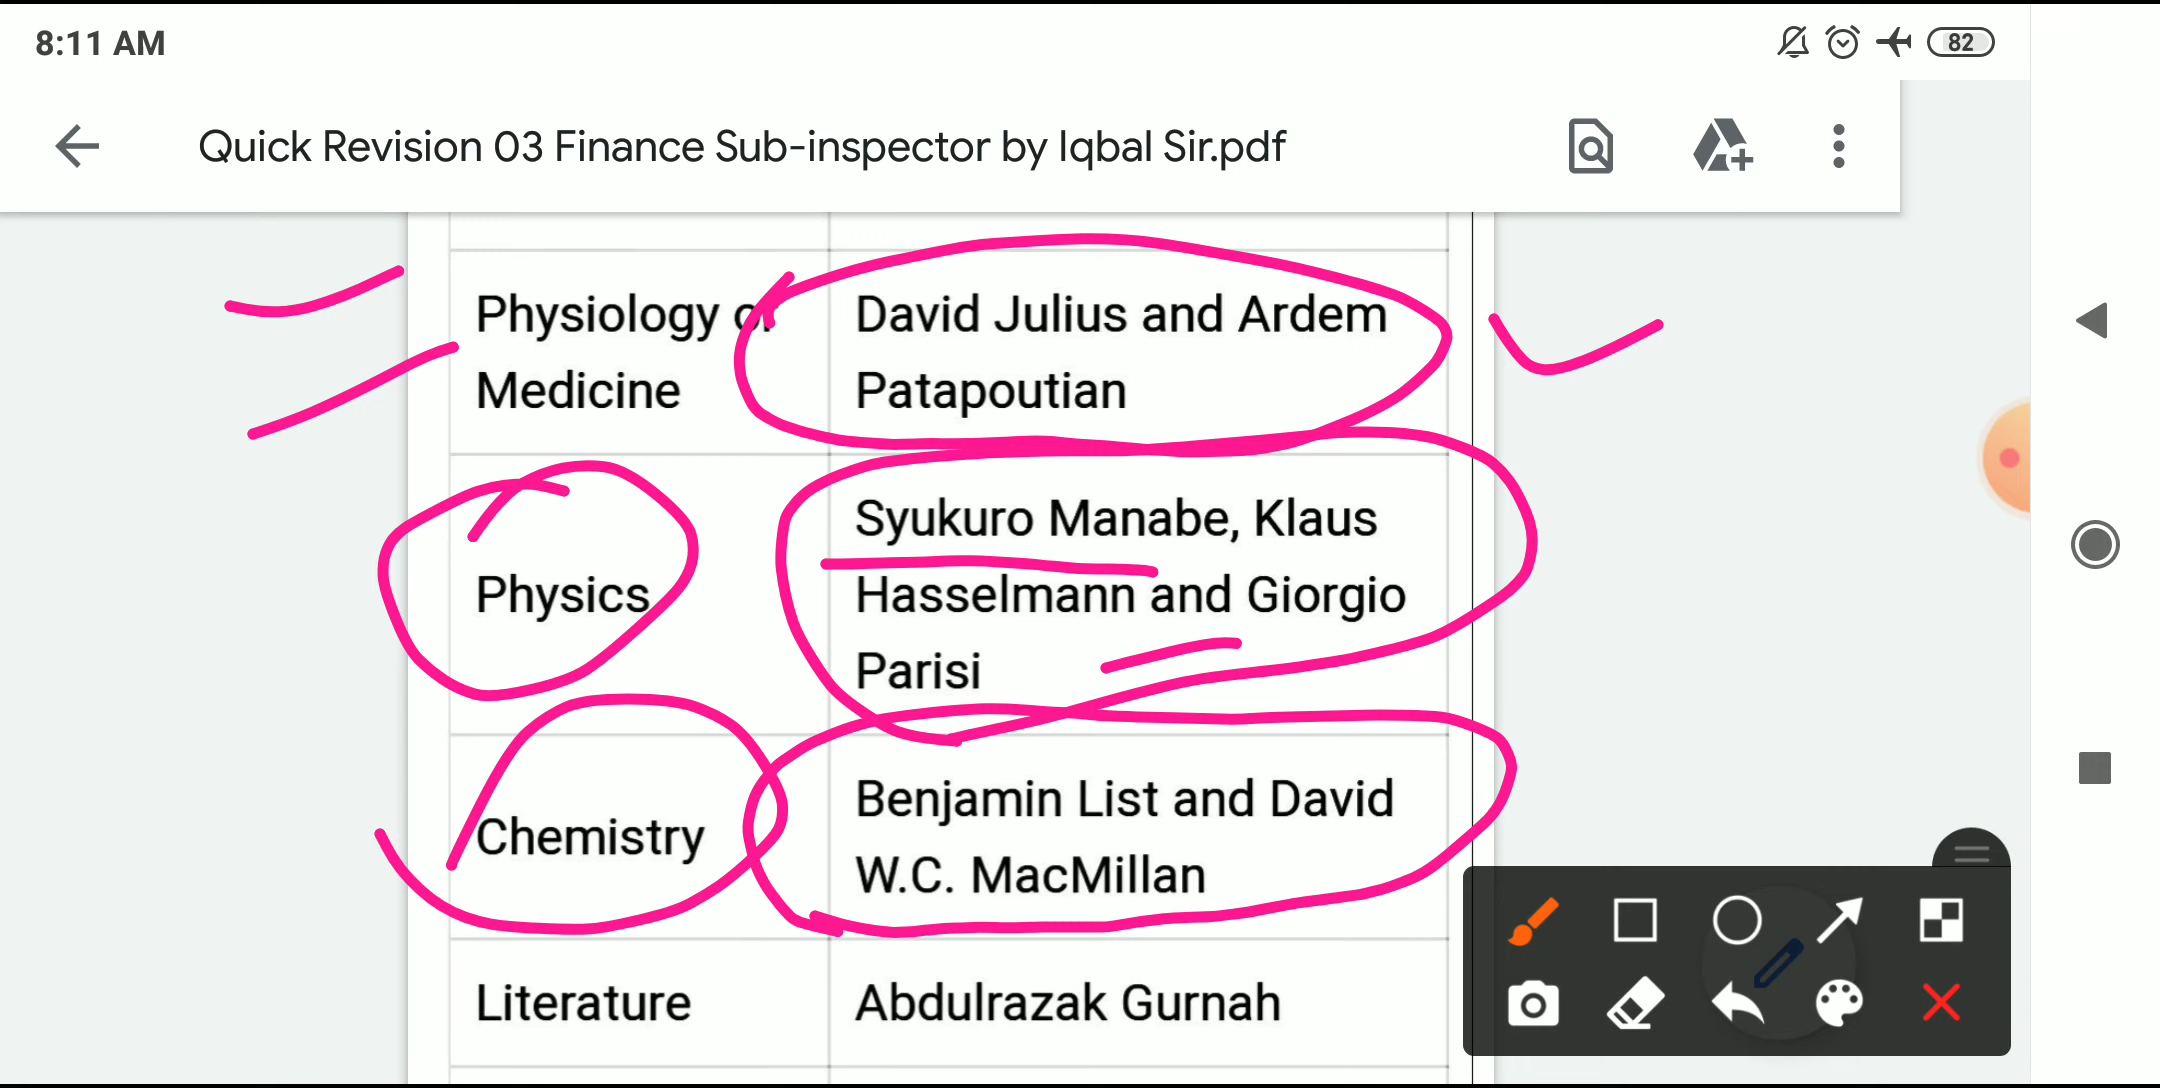 8:11 AM
82
Quick Revision 03 Finance Sub-inspector by Iqbal Sir.pdf
Physiology or
Medicine
David Julius and Ardem
Patapoutian
Physics
Syukuro Manabe, Klaus
Hasselmann and Giorgio
Parisi
Chemistry
Benjamin List and David
W.C. MacMillan
Literature
Abdulrazak Gurnah